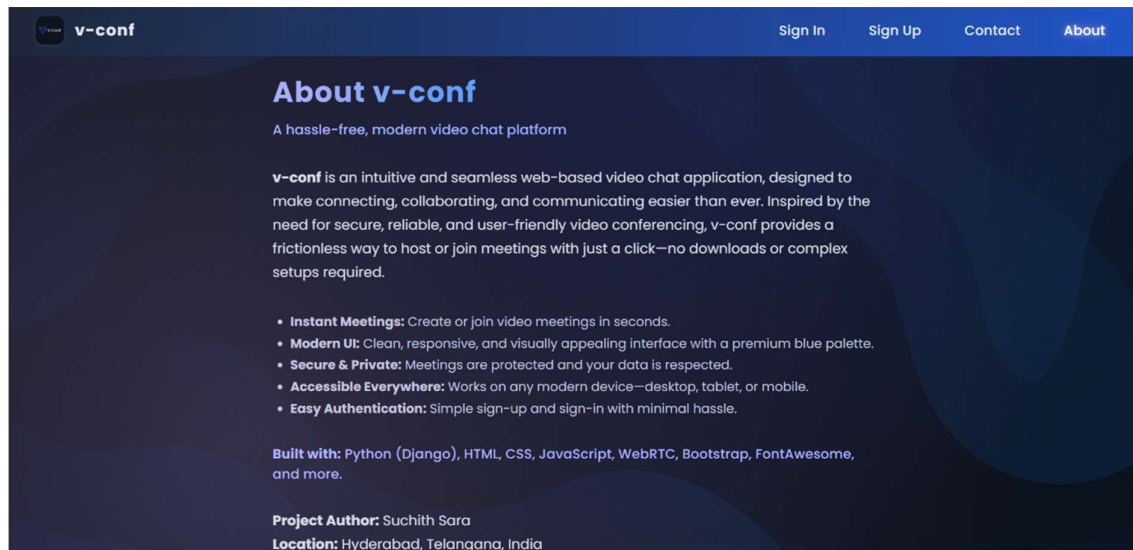 V.Conf
v-conf
Sign In
Sign Up
Contact
About
About v-conf
A hassle-free, modern video chat platform
v-conf is an intuitive and seamless web-based video chat application, designed to
make connecting, collaborating, and communicating easier than ever. Inspired by the
need for secure, reliable, and user-friendly video conferencing, v-conf provides a
frictionless way to host or join meetings with just a click—no downloads or complex
setups required.
• Instant Meetings: Create or join video meetings in seconds.
• Modern UI: Clean, responsive, and visually appealing interface with a premium blue palette.
• Secure & Private: Meetings are protected and your data is respected.
• Accessible Everywhere: Works on any modern device—desktop, tablet, or mobile.
• Easy Authentication: Simple sign-up and sign-in with minimal hassle.
Built with: Python (Django), HTML, CSS, JavaScript, WebRTC, Bootstrap, FontAwesome,
and more.
Project Author: Suchith Sara
Location: Hyderabad, Telangana, India